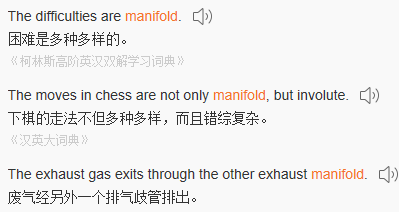 The difficulties are manifold.
困难是多种多样的。
《柯林斯高阶英汉双解学习词典》
The moves in chess are not only manifold, but involute.
下棋的走法不但多种多样，而且错综复杂。
《汉英大词典》
The exhaust gas exits through the other exhaust manifold.
废气经另外一个排气歧管排出。